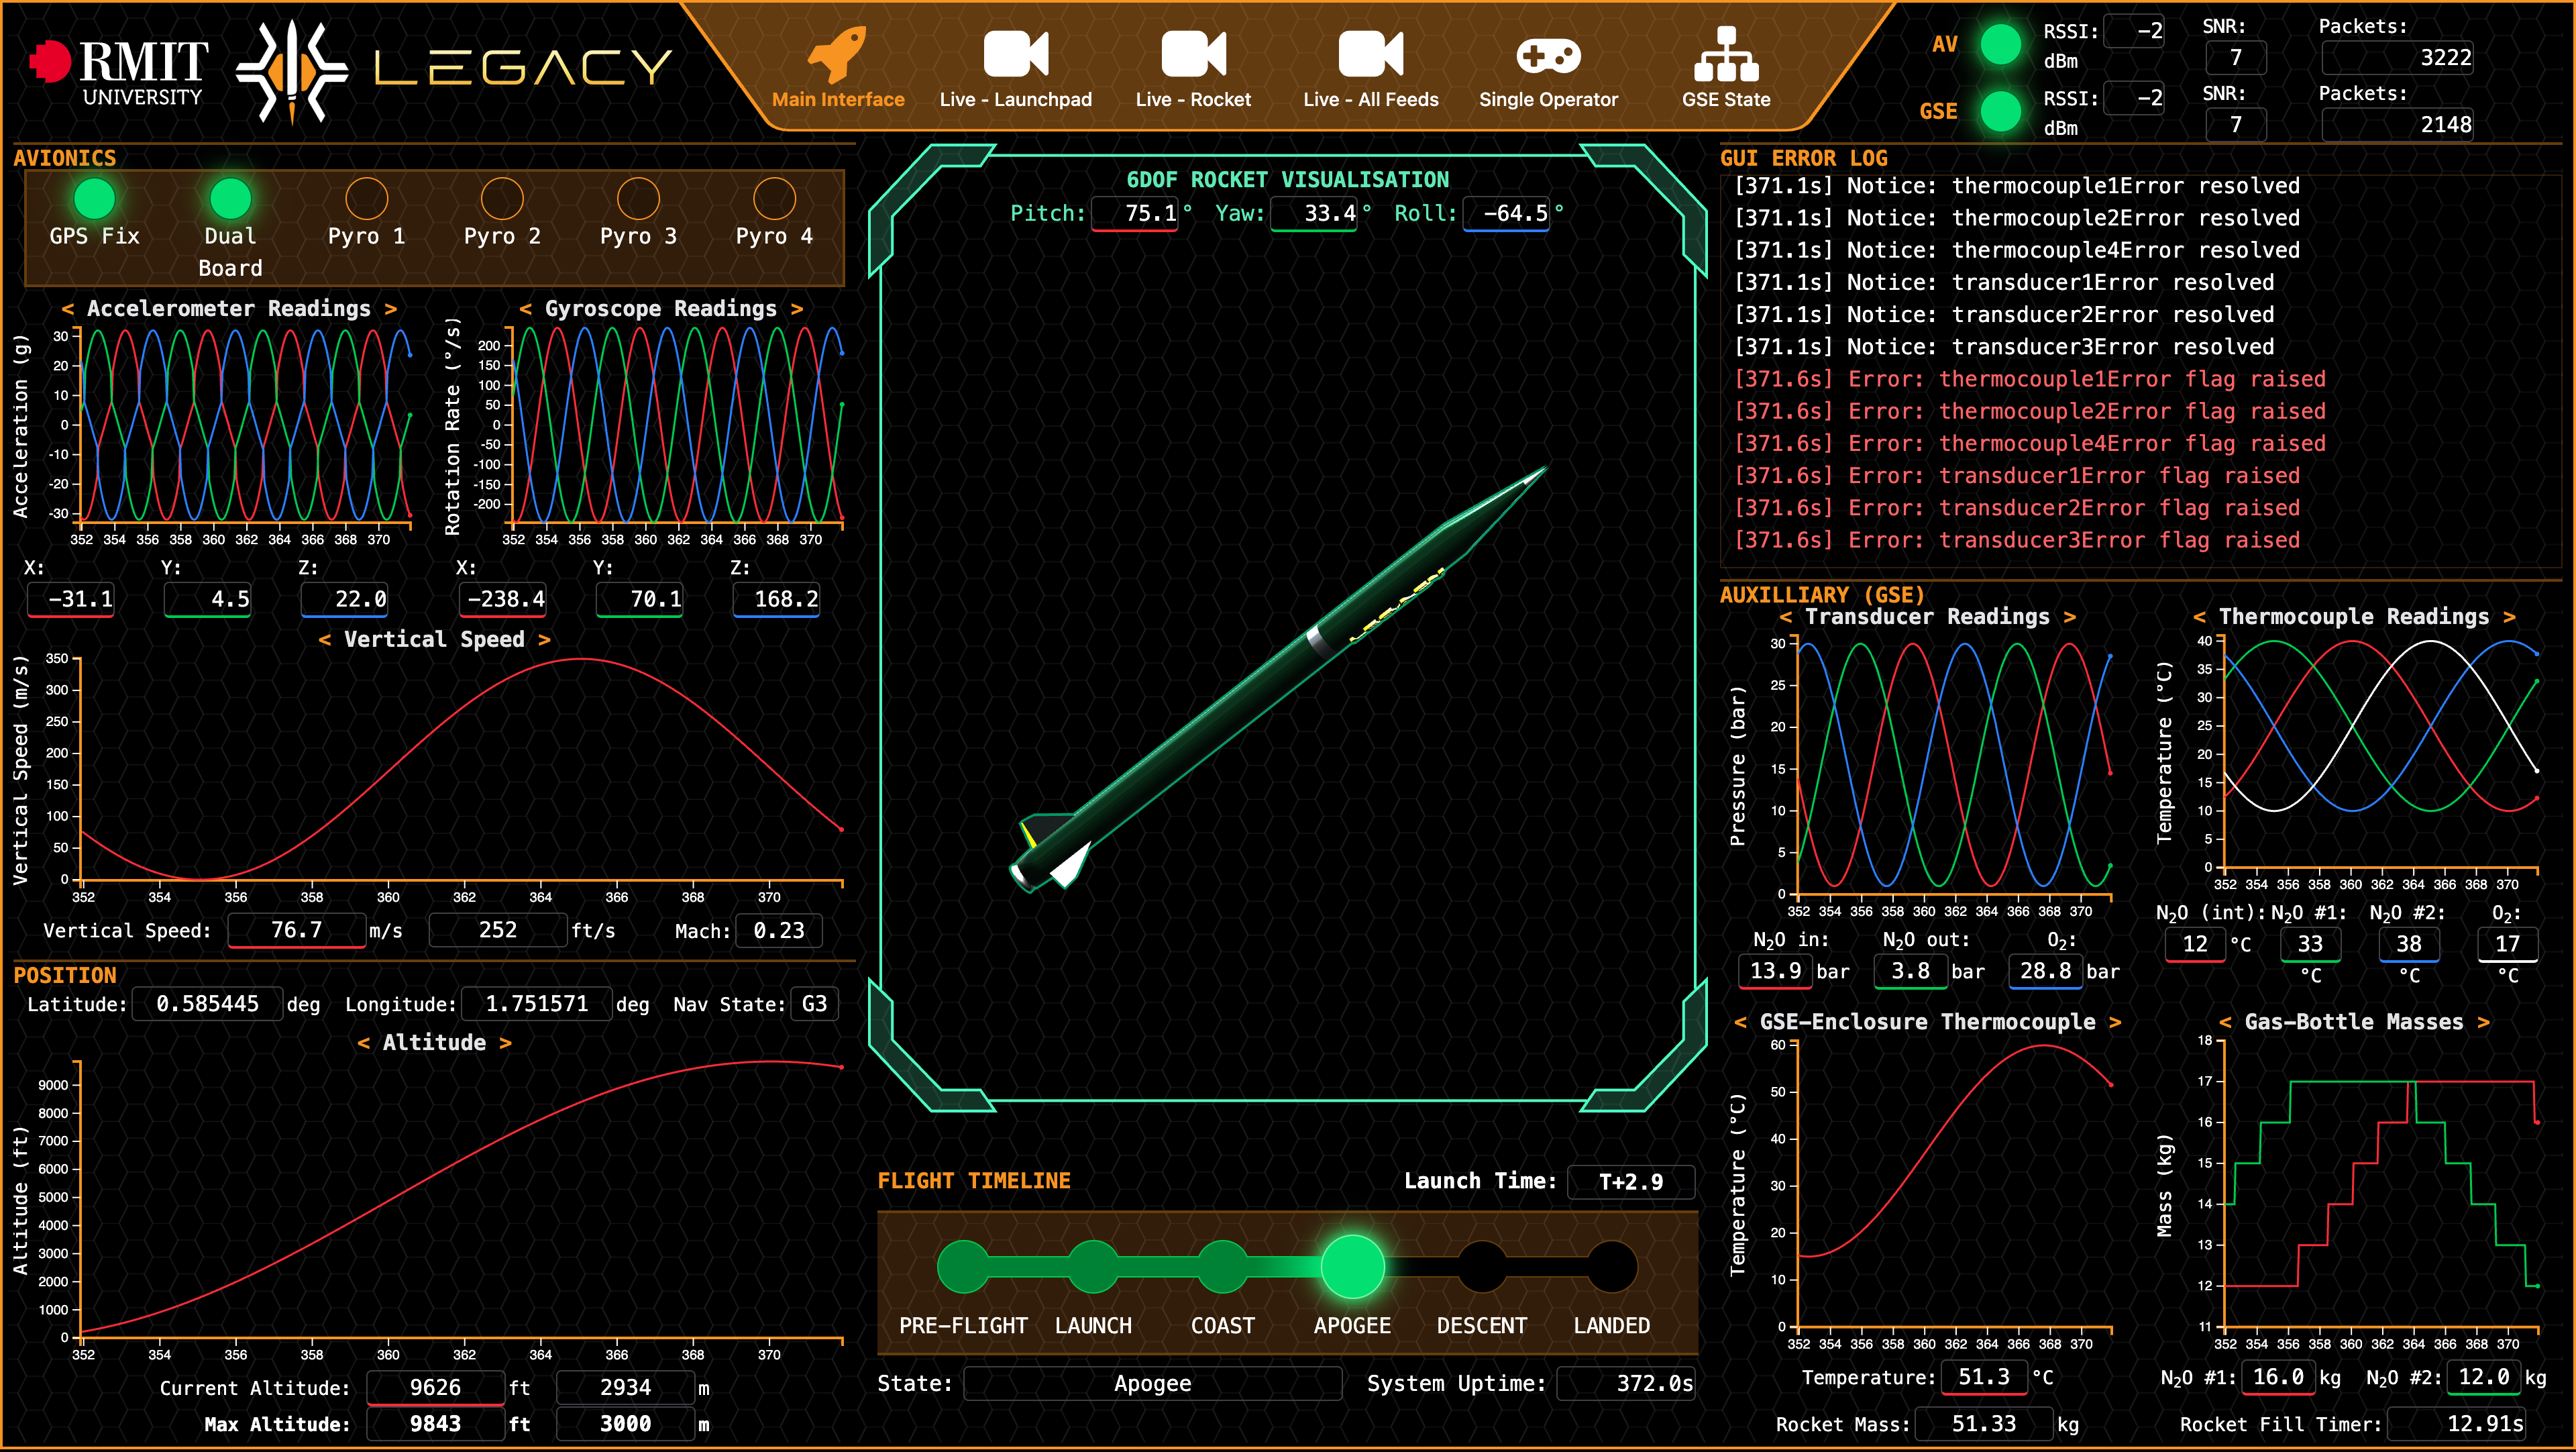 RMIT
UNIVERSITY
LEGACY
Main Interface
Live - Launchpad
Live - Rocket
Live - All Feeds
Single Operator
GSE State
AV
RSSI: -2
dBm
SNR:
7
Packets:
3222
GSE
RSSI: -2
dBm
SNR:
7
Packets:
2148
AVIONICS
GPS Fix
Dual
Board
Pyro 1
Pyro 2
Pyro 3
Pyro 4
< Accelerometer Readings >
Acceleration (g)
30
20
10
0
-10
-20
-30
352 354 356 358 360 362 364 366 368 370
X: Y: Z:
-31.1 4.5 22.0
< Gyroscope Readings >
Rotation Rate (°/s)
200
150
100
50
0
-50
-100
-150
-200
352 354 356 358 360 362 364 366 368 370
X: Y: Z:
-238.4 70.1 168.2
< Vertical Speed >
Vertical Speed (m/s)
350
300
250
200
150
100
50
0
352 354 356 358 360 362 364 366 368 370
Vertical Speed: 76.7 m/s 252 ft/s Mach: 0.23
POSITION
Latitude: 0.585445 deg Longitude: 1.751571 deg Nav State: G3
< Altitude >
Altitude (ft)
9000
8000
7000
6000
5000
4000
3000
2000
1000
0
352 354 356 358 360 362 364 366 368 370
Current Altitude: 9626 ft 2934 m
Max Altitude: 9843 ft 3000 m
6DOF ROCKET VISUALISATION
Pitch: 75.1° Yaw: 33.4° Roll: -64.5°
FLIGHT TIMELINE
Launch Time: T+2.9
PRE-FLIGHT LAUNCH COAST APOGEE DESCENT LANDED
State: Apogee System Uptime: 372.0s
GUI ERROR LOG
[371.1s] Notice: thermocouple1Error resolved
[371.1s] Notice: thermocouple2Error resolved
[371.1s] Notice: thermocouple4Error resolved
[371.1s] Notice: transducer1Error resolved
[371.1s] Notice: transducer2Error resolved
[371.1s] Notice: transducer3Error resolved
[371.6s] Error: thermocouple1Error flag raised
[371.6s] Error: thermocouple2Error flag raised
[371.6s] Error: thermocouple4Error flag raised
[371.6s] Error: transducer1Error flag raised
[371.6s] Error: transducer2Error flag raised
[371.6s] Error: transducer3Error flag raised
AUXILLIARY (GSE)
< Transducer Readings >
Pressure (bar)
30
25
20
15
10
5
0
352 354 356 358 360 362 364 366 368 370
N₂O in: N₂O out: O₂:
13.9 bar 3.8 bar 28.8 bar
< Thermocouple Readings >
Temperature (°C)
40
35
30
25
20
15
10
5
0
352 354 356 358 360 362 364 366 368 370
N₂O (int): N₂O #1: N₂O #2: O₂:
12 °C 33 38 17
°C °C °C
< GSE-Enclosure Thermocouple >
Temperature (°C)
60
50
40
30
20
10
0
352 354 356 358 360 362 364 366 368 370
Temperature: 51.3 °C
Rocket Mass: 51.33 kg
< Gas-Bottle Masses >
Mass (kg)
18
17
16
15
14
13
12
11
352 354 356 358 360 362 364 366 368 370
N₂O #1: 16.0 kg N₂O #2: 12.0 kg
Rocket Fill Timer: 12.91s